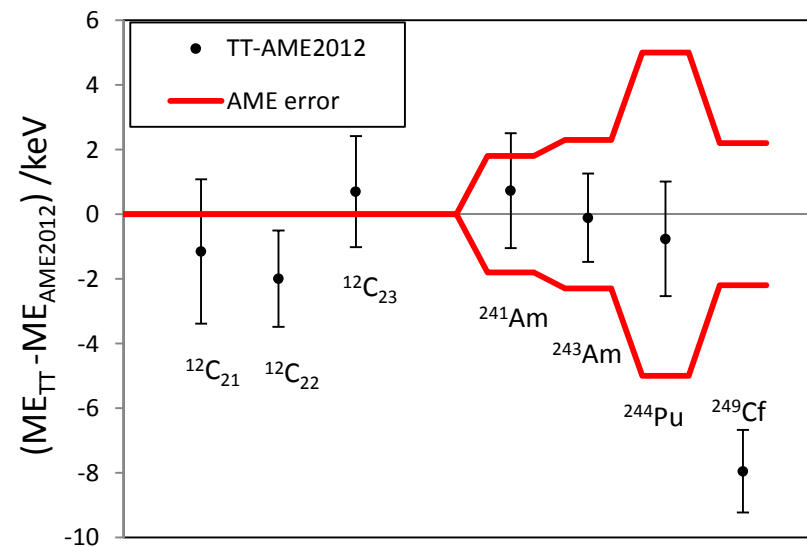 6
4
2
0
-2
-4
-6
-8
-10
(ME_TT-ME_AME2012) /keV
TT-AME2012
AME error
¹²C₂₁
¹²C₂₂
¹²C₂₃
²⁴¹Am
²⁴³Am
²⁴⁴Pu
²⁴⁹Cf